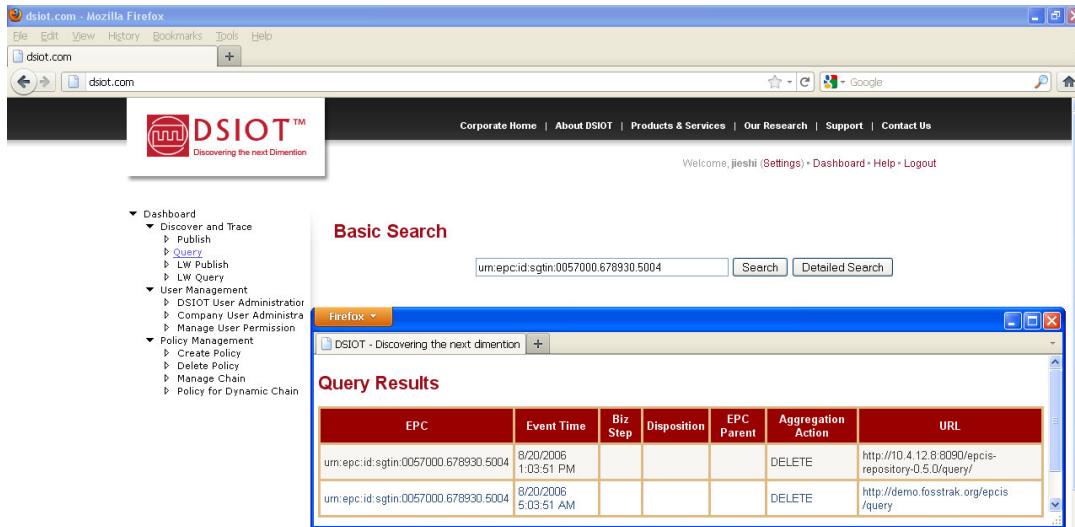 dsiot.com - Mozilla Firefox
File Edit View History Bookmarks Tools Help
dsiot.com +
dsiot.com
Google
DSIOT™
Discovering the next Dimention
Corporate Home | About DSIOT | Products & Services | Our Research | Support | Contact Us
Welcome, jieshi (Settings) • Dashboard • Help • Logout
Dashboard
Discover and Trace
Publish
Query
LW Publish
LW Query
User Management
DSIOT User Administration
Company User Administra
Manage User Permission
Policy Management
Create Policy
Delete Policy
Manage Chain
Policy for Dynamic Chain
Basic Search
urn:epc:id:sgtin:0057000.678930.5004 Search Detailed Search
Firefox
DSIOT - Discovering the next dimention +
Query Results
EPC Event Time Biz Step Disposition EPC Parent Aggregation Action URL
urn:epc:id:sgtin:0057000.678930.5004 8/20/2006 1:03:51 PM DELETE http://10.4.12.8:8090/epcis-repository-0.5.0/query/
urn:epc:id:sgtin:0057000.678930.5004 8/20/2006 5:03:51 AM DELETE http://demo.fosstrak.org/epcis/query